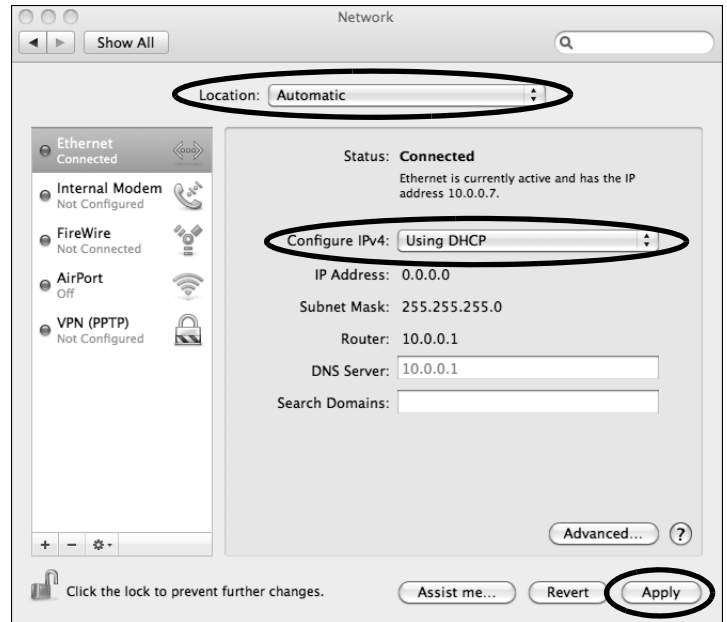 Network
Show All
Location: Automatic
Ethernet
Connected
Internal Modem
Not Configured
FireWire
Not Connected
AirPort
Off
VPN (PPTP)
Not Configured
Status: Connected
Ethernet is currently active and has the IP
address 10.0.0.7.
Configure IPv4: Using DHCP
IP Address: 0.0.0.0
Subnet Mask: 255.255.255.0
Router: 10.0.0.1
DNS Server: 10.0.0.1
Search Domains:
Advanced... ?
Click the lock to prevent further changes.
Assist me... Revert Apply